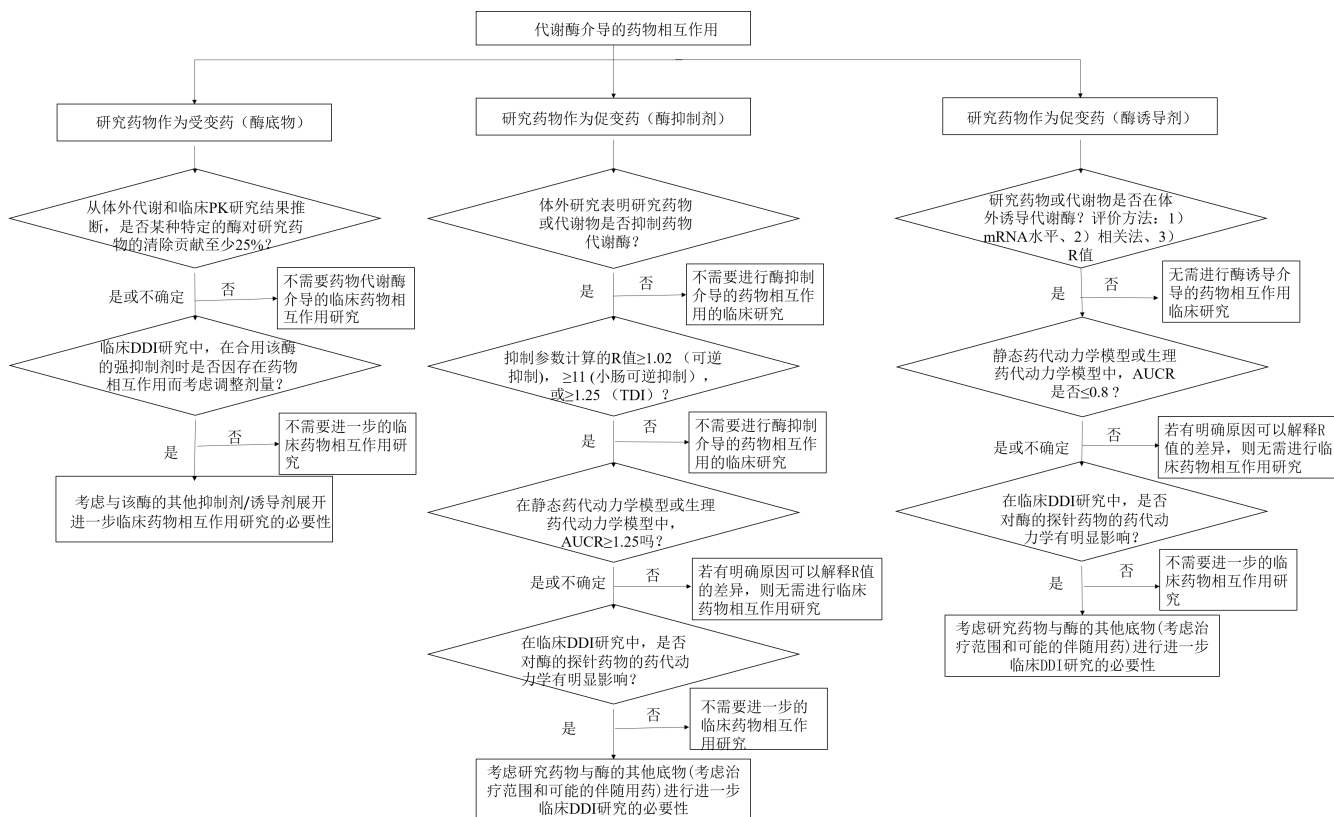 代谢酶介导的药物相互作用
研究药物作为受变药（酶底物）
从体外代谢和临床PK研究结果推
断，是否某种特定的酶对研究药
物的清除贡献至少25%？
是或不确定
否
不需要药物代谢酶
介导的临床药物相
互作用研究
临床DDI研究中，在合用该酶
的强抑制剂时是否因存在药物
相互作用而考虑调整剂量？
是
否
不需要进一步的临
床药物相互作用研
究
考虑与该酶的其他抑制剂/诱导剂展开
进一步临床药物相互作用研究的必要性
研究药物作为促变药（酶抑制剂）
体外研究表明研究药物
或代谢物是否抑制药物
代谢酶？
是
否
不需要进行酶抑制
介导的药物相互作
用的临床研究
抑制参数计算的R值≥1.02 （可逆
抑制)， ≥11 (小肠可逆抑制），
或≥1.25 （TDI）？
是
否
不需要进行酶抑制
介导的药物相互作
用的临床研究
在静态药代动力学模型或生理
药代动力学模型中，
AUCR≥1.25吗？
是或不确定
否
若有明确原因可以解释R值
的差异，则无需进行临床
药物相互作用研究
在临床DDI研究中，是否
对酶的探针药物的药代动
力学有明显影响？
是
否
不需要进一步的
临床药物相互作
用研究
考虑研究药物与酶的其他底物(考虑治
疗范围和可能的伴随用药)进行进一步
临床DDI研究的必要性
研究药物作为促变药（酶诱导剂）
研究药物或代谢物是否在体
外诱导代谢酶？评价方法：1）
mRNA水平、2）相关法、3）
R值
是
否
无需进行酶诱导介
导的药物相互作用
临床研究
静态药代动力学模型或生理
药代动力学模型中，AUCR
是否≤0.8 ？
是或不确定
否
若有明确原因可以解释R
值的差异，则无需进行临
床药物相互作用研究
在临床DDI研究中，是否
对酶的探针药物的药代动
力学有明显影响？
是
否
不需要进一步的临
床药物相互作用研
究
考虑研究药物与酶的其他底物(考虑治
疗范围和可能的伴随用药)进行进一步
临床DDI研究的必要性